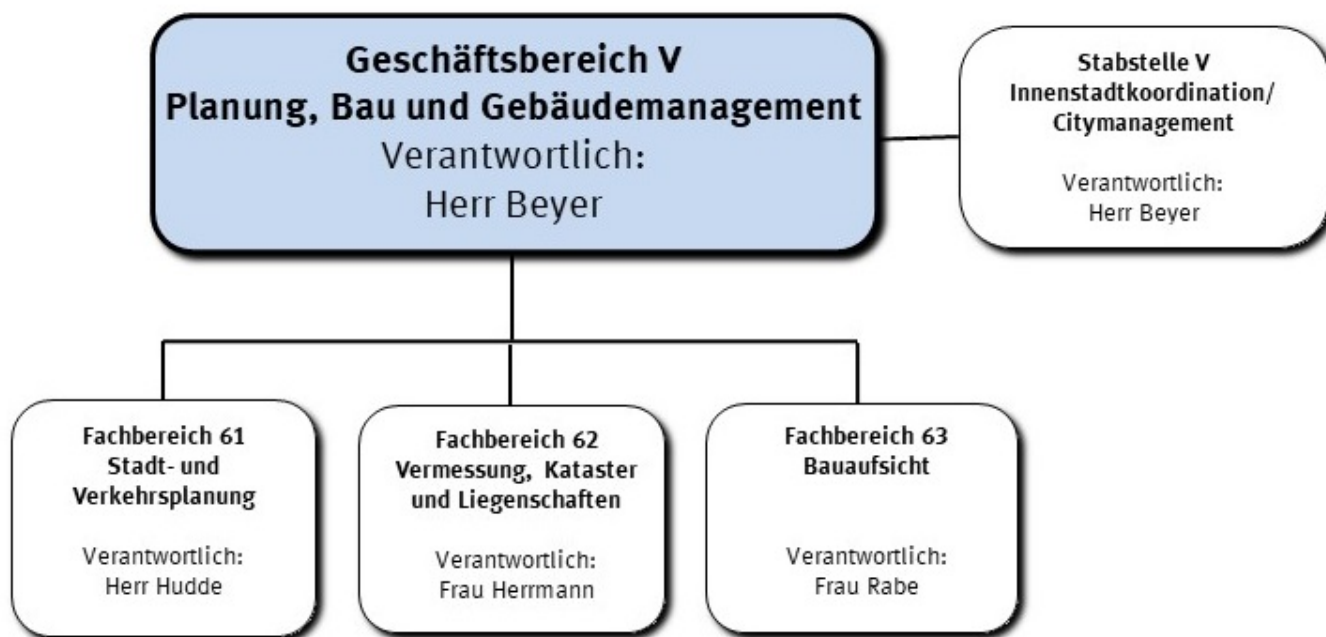 Geschäftsbereich V
Planung, Bau und Gebäudemanagement
Verantwortlich:
Herr Beyer
Stabstelle V
Innenstadtkoordination/
Citymanagement
Verantwortlich:
Herr Beyer
Fachbereich 61
Stadt- und
Verkehrsplanung
Verantwortlich:
Herr Hudde
Fachbereich 62
Vermessung, Kataster
und Liegenschaften
Verantwortlich:
Frau Herrmann
Fachbereich 63
Bauaufsicht
Verantwortlich:
Frau Rabe